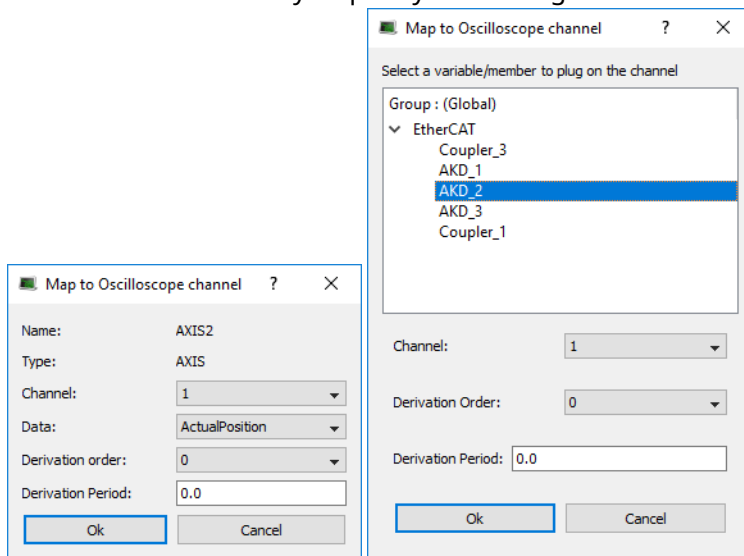 Map to Oscilloscope channel ?
Select a variable/member to plug on the channel
Group : (Global)
EtherCAT
Coupler_3
AKD_1
AKD_2
AKD_3
Coupler_1
Channel: 1
Derivation Order: 0
Derivation Period: 0.0
Ok Cancel
Map to Oscilloscope channel ?
Name: AXIS2
Type: AXIS
Channel: 1
Data: ActualPosition
Derivation order: 0
Derivation Period: 0.0
Ok Cancel